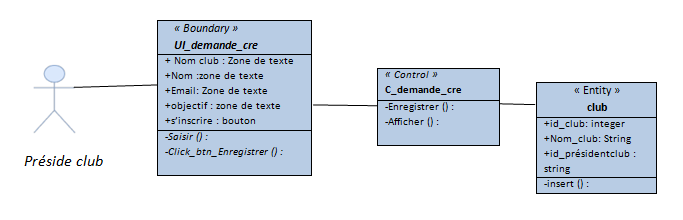 « Boundary »
UI_demande_cre
+ Nom club : Zone de texte
+Nom :zone de texte
+Email: Zone de texte
+objectif : zone de texte
+s'inscrire : bouton
-Saisir () :
-Click_btn_Enregistrer () :
Préside club
« Control »
C_demande_cre
-Enregistrer () :
-Afficher () :
« Entity »
club
+id_club: integer
+Nom_club: String
+id_présidentclub :
string
-insert () :